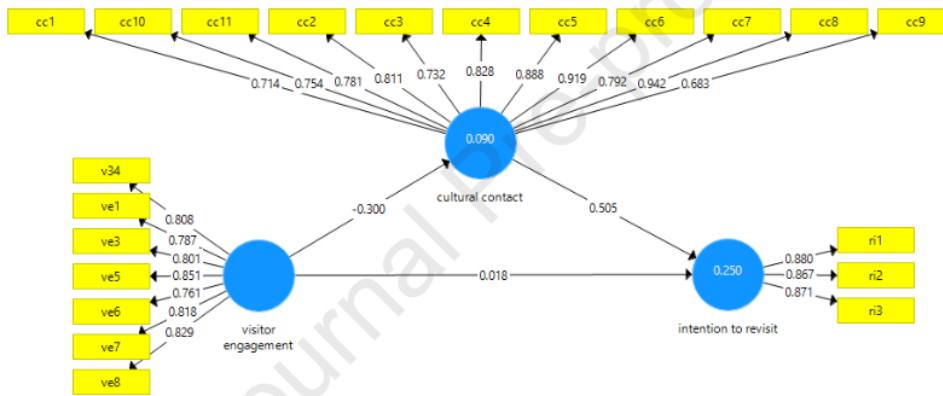 cc1 cc10 cc11 cc2 cc3 cc4 cc5 cc6 cc7 cc8 cc9
0.714 0.754 0.781 0.811 0.732 0.828 0.888 0.919 0.792 0.942 0.683
0.090
cultural contact
-0.300
0.505
v34
ve1
ve3
ve5
ve6
ve7
ve8
0.808
0.787
0.801
0.851
0.761
0.818
0.829
visitor
engagement
0.018
0.250
intention to revisit
0.880
0.867
0.871
ri1
ri2
ri3
Journal Pre-pro